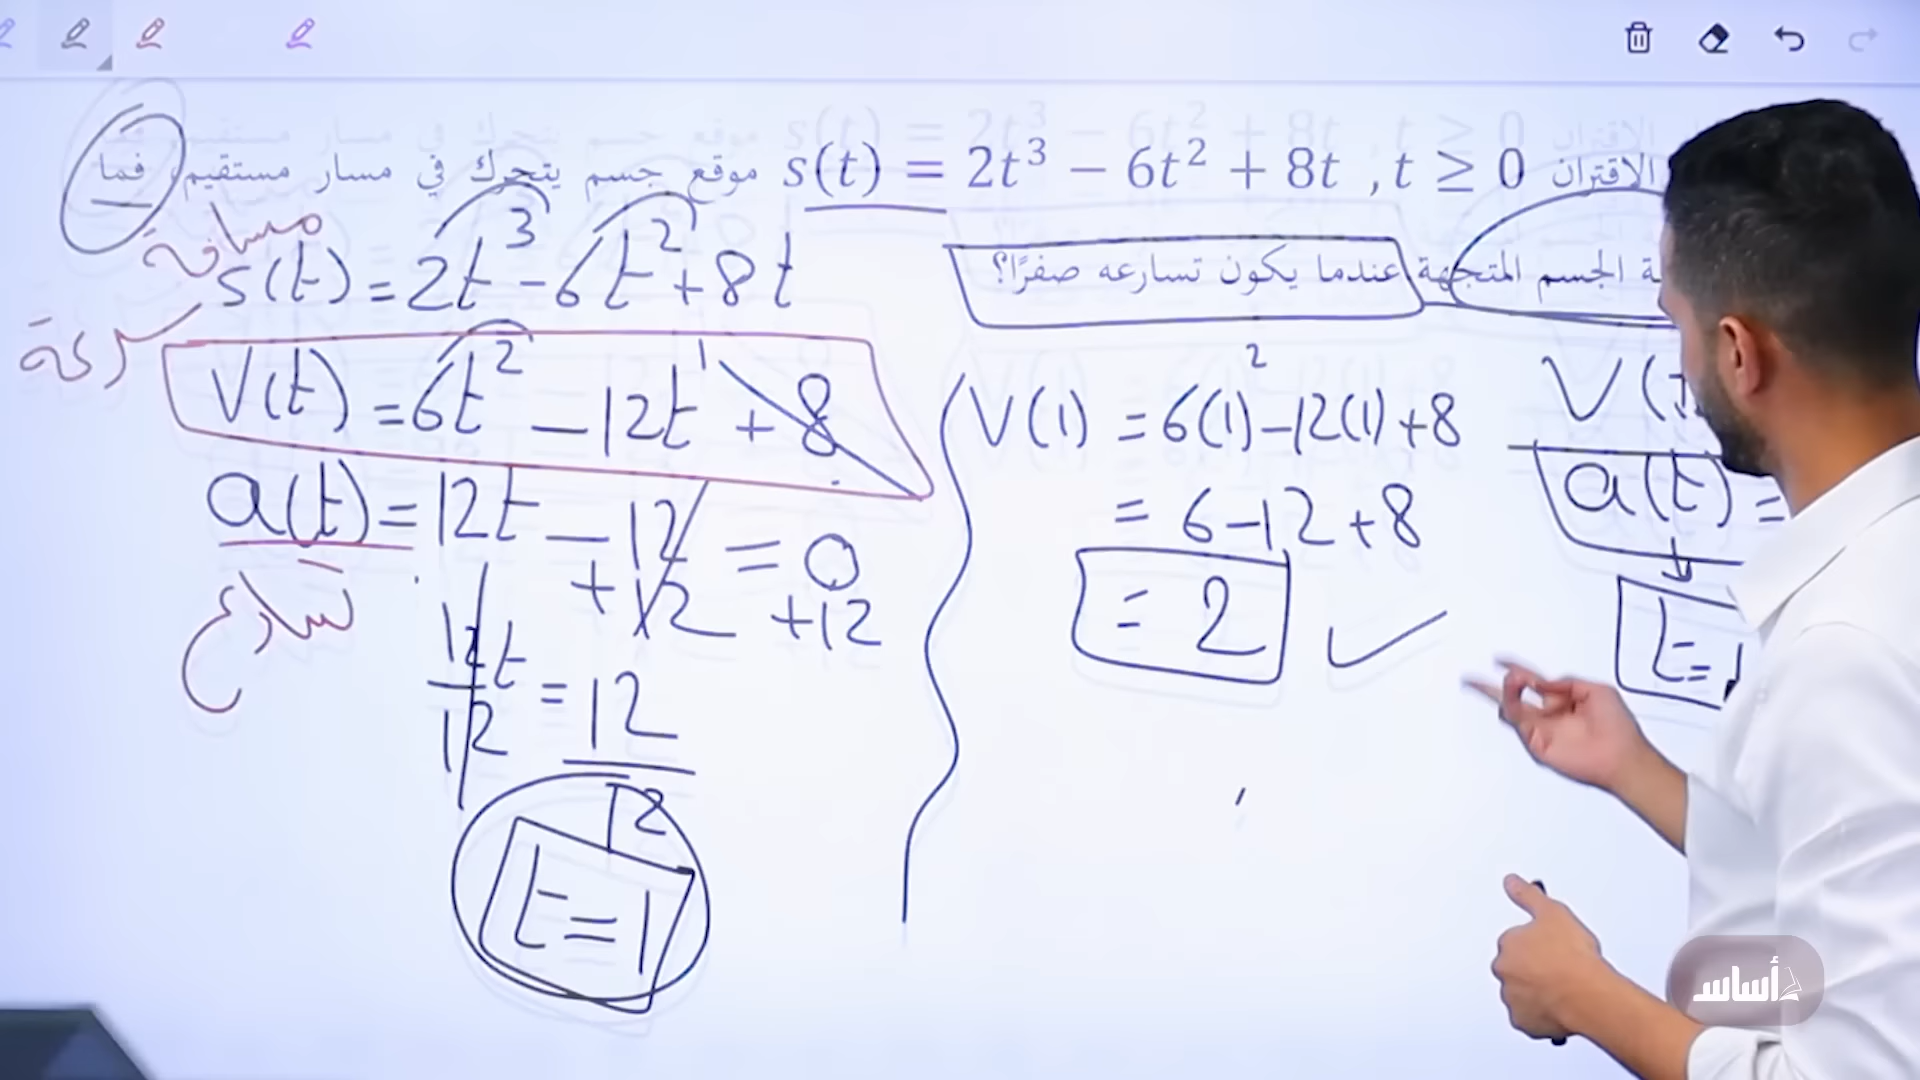 الاقتران s(t) = 2t³ − 6t² + 8t , t ≥ 0 موقع جسم يتحرك في مسار مستقيم، فما
الجسم المتجهة عندما يكون تسارعه صفرًا؟
مسافة
s(t) = 2t³ - 6t² + 8t
سرعة
V(t) = 6t² - 12t¹ + 8
a(t) = 12t - 12 = 0
+ 12 + 12
تسارع
12t = 12
12 12
t = 1
V(1) = 6(1)² - 12(1) + 8
= 6 - 12 + 8
= 2 ✓
a(t) =
أساس